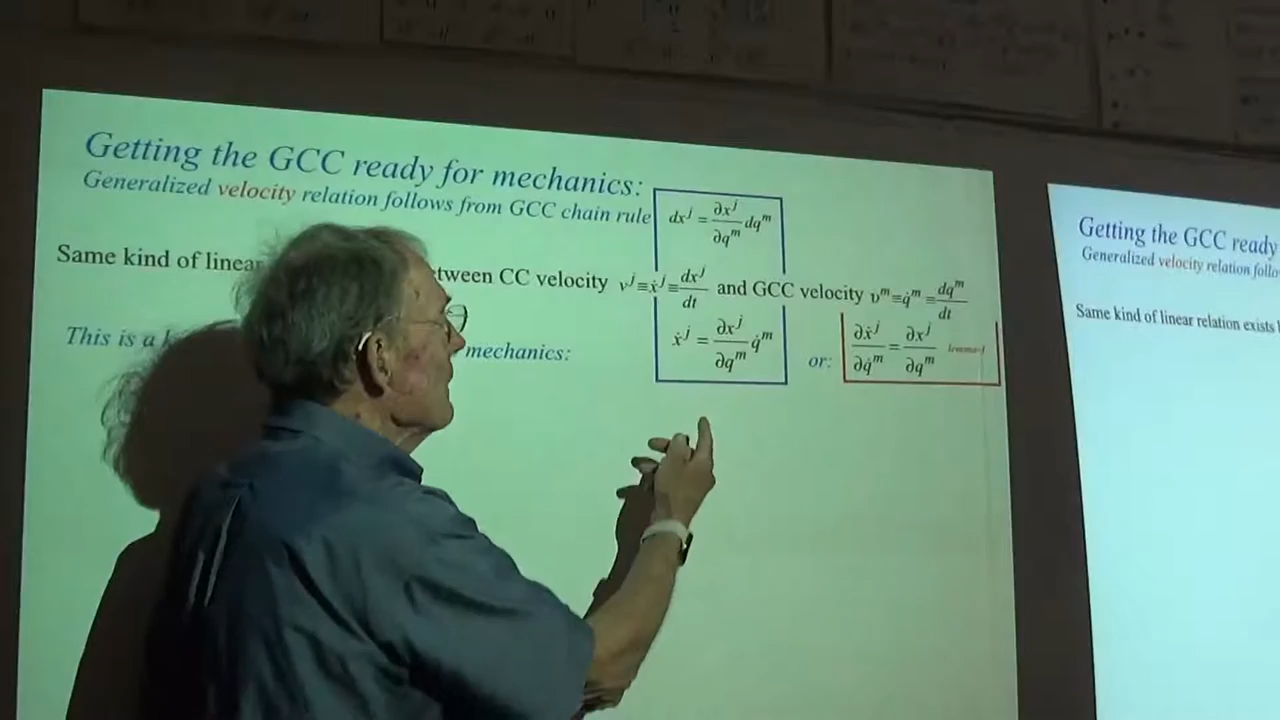 Getting the GCC ready for mechanics:
Generalized velocity relation follows from GCC chain rule dx^j = ∂x^j/∂q^m dq^m
Same kind of linear tween CC velocity v^j≡ẋ^j≡dx^j/dt and GCC velocity v^m≡q̇^m≡dq^m/dt
This is a mechanics: ẋ^j = ∂x^j/∂q^m q̇^m or: ∂ẋ^j/∂q̇^m = ∂x^j/∂q^m lemma-1
Getting the GCC ready
Generalized velocity relation follo
Same kind of linear relation exists